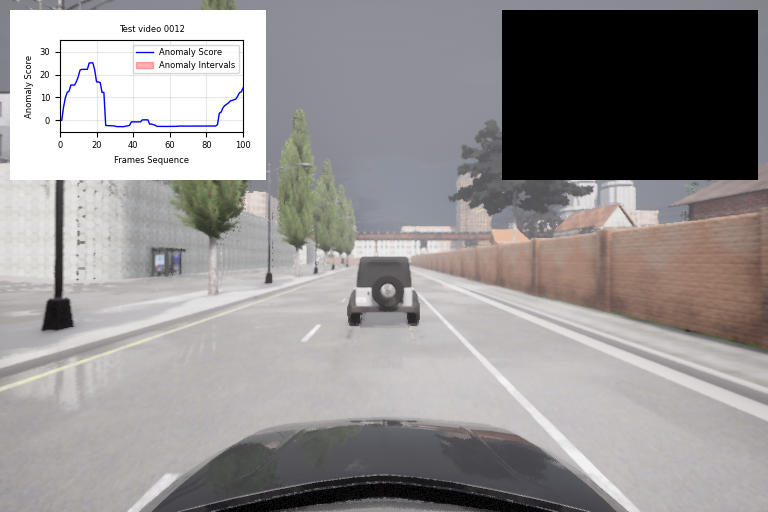 Test video 0012
Anomaly Score
Anomaly Intervals
Anomaly Score
30
20
10
0
0 20 40 60 80 100
Frames Sequence